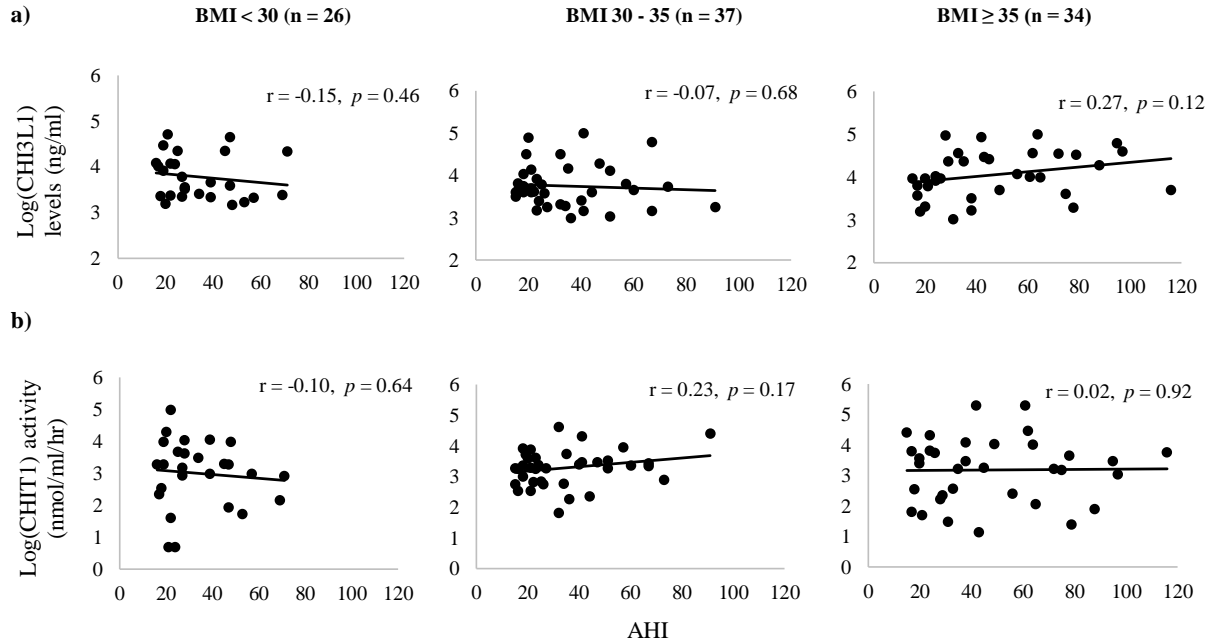 a)
BMI < 30 (n = 26)
BMI 30 - 35 (n = 37)
BMI ≥ 35 (n = 34)
Log(CHI3L1)
levels (ng/ml)
6
5
4
3
2
0 20 40 60 80 100 120
r = -0.15, p = 0.46
6
5
4
3
2
0 20 40 60 80 100 120
r = -0.07, p = 0.68
6
5
4
3
2
0 20 40 60 80 100 120
r = 0.27, p = 0.12
b)
Log(CHIT1) activity
(nmol/ml/hr)
6
5
4
3
2
1
0
0 20 40 60 80 100 120
r = -0.10, p = 0.64
6
5
4
3
2
1
0
0 20 40 60 80 100 120
r = 0.23, p = 0.17
6
5
4
3
2
1
0
0 20 40 60 80 100 120
r = 0.02, p = 0.92
AHI